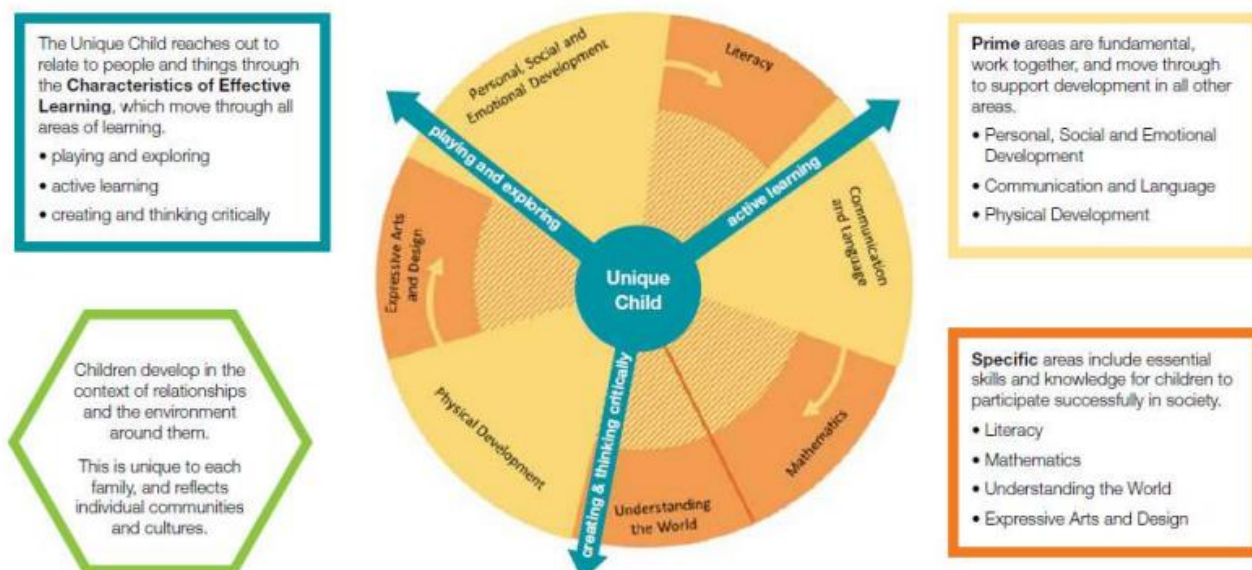 The Unique Child reaches out to
relate to people and things through
the Characteristics of Effective
Learning, which move through all
areas of learning.
• playing and exploring
• active learning
• creating and thinking critically
Children develop in the
context of relationships
and the environment
around them.
This is unique to each
family, and reflects
individual communities
and cultures.
Personal, Social and
Emotional Development
Literacy
playing and exploring
active learning
Communication
and Language
Expressive Arts
and Design
Unique
Child
Physical Development
creating & thinking critically
Mathematics
Understanding
the World
Prime areas are fundamental,
work together, and move through
to support development in all other
areas.
• Personal, Social and Emotional
Development
• Communication and Language
• Physical Development
Specific areas include essential
skills and knowledge for children to
participate successfully in society.
• Literacy
• Mathematics
• Understanding the World
• Expressive Arts and Design